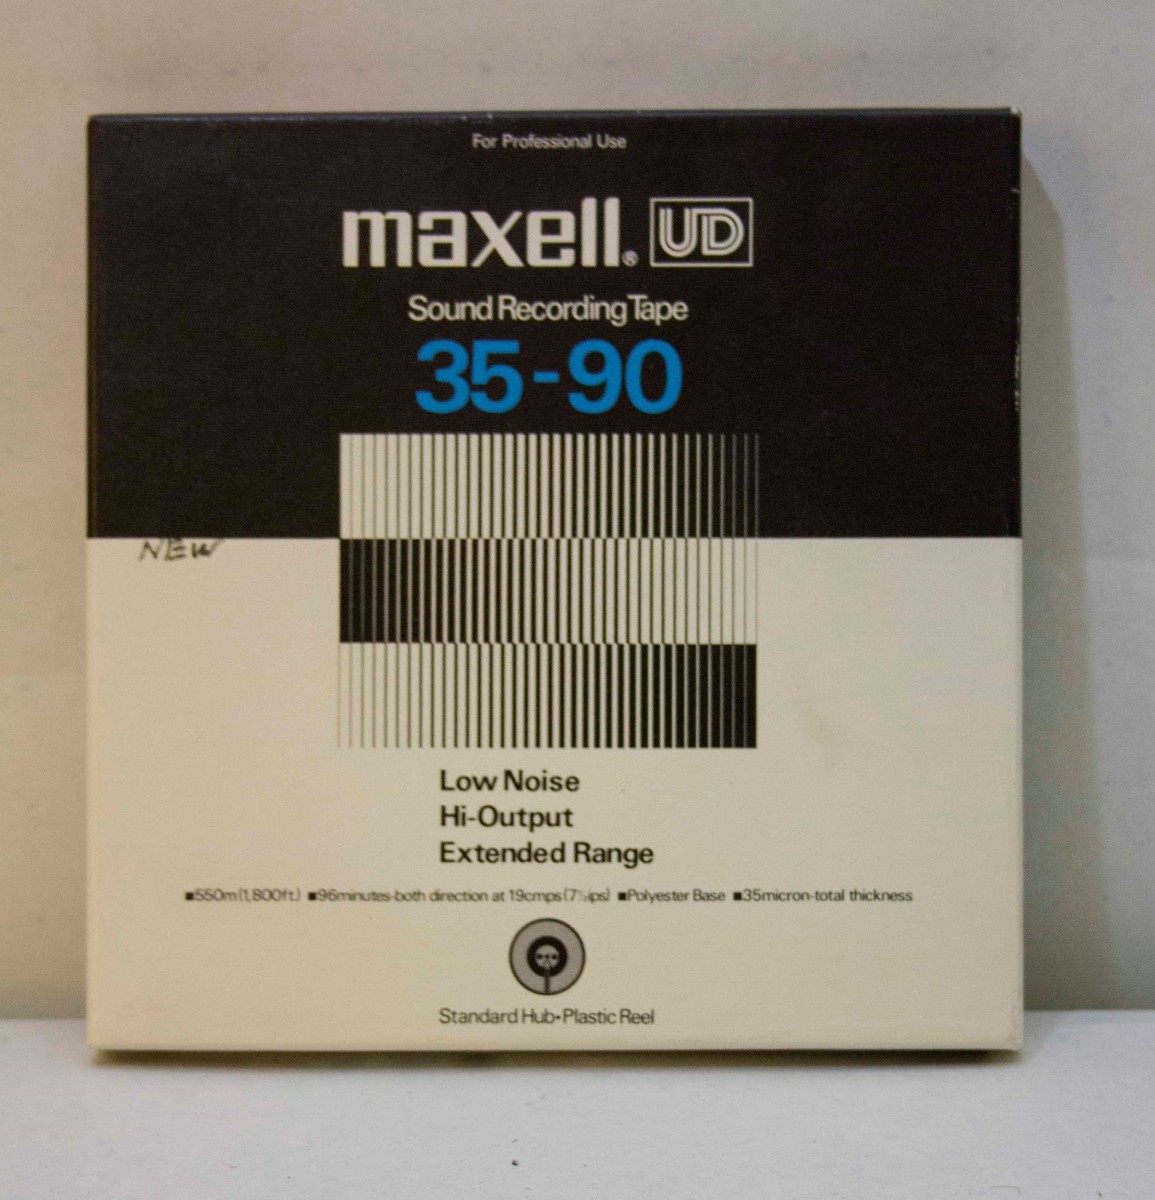 For Professional Use
maxell® UD
Sound Recording Tape
35-90
NEW
Low Noise
Hi-Output
Extended Range
■550m(1,800ft.) ■96minutes-both direction at 19cmps(7½ips) ■Polyester Base ■35micron-total thickness
Standard Hub•Plastic Reel